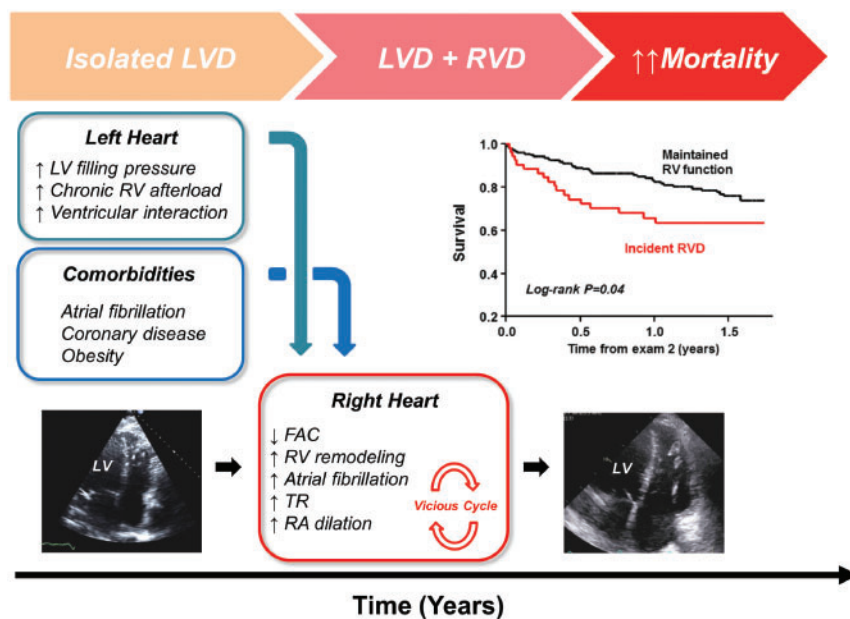 Isolated LVD
LVD + RVD
↑↑Mortality
Left Heart
↑ LV filling pressure
↑ Chronic RV afterload
↑ Ventricular interaction
Comorbidities
Atrial fibrillation
Coronary disease
Obesity
1.0
0.8
0.6
0.4
0.2
Survival
Maintained
RV function
Incident RVD
Log-rank P=0.04
0.0
0.5
1.0
1.5
Time from exam 2 (years)
LV
Right Heart
↓ FAC
↑ RV remodeling
↑ Atrial fibrillation
↑ TR
↑ RA dilation
Vicious Cycle
LV
Time (Years)